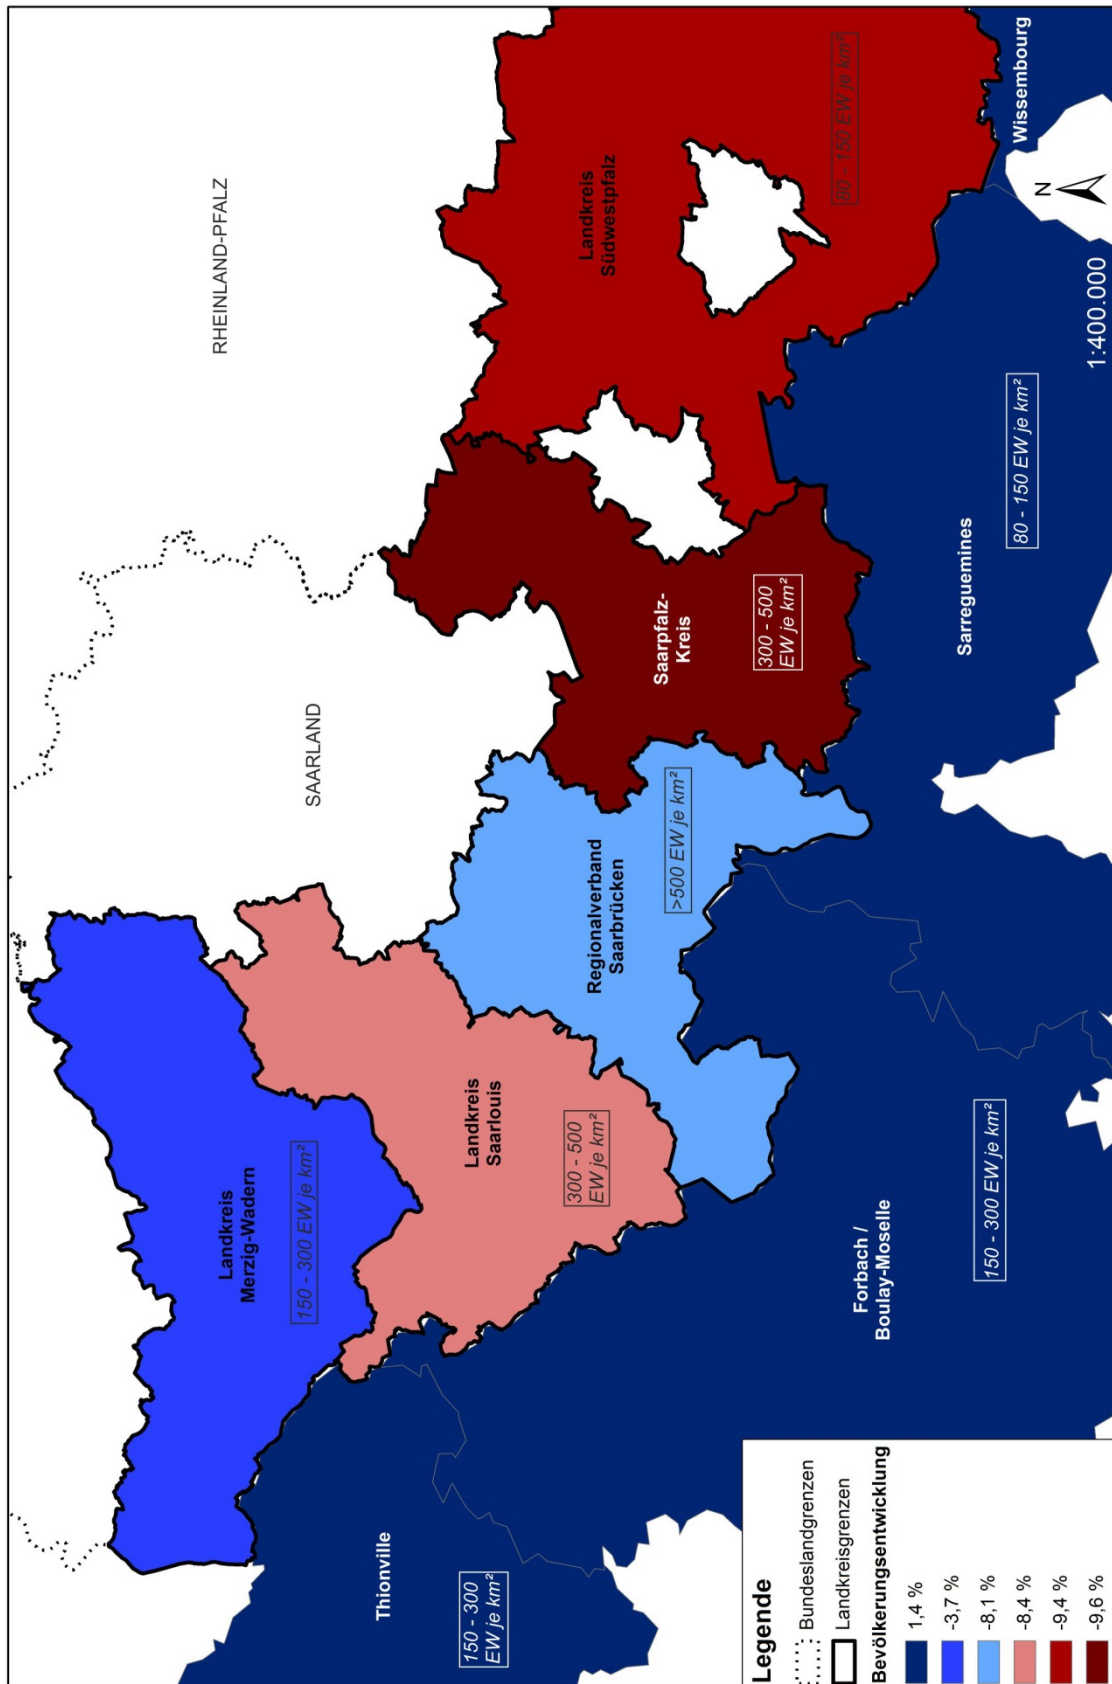 RHEINLAND-PFALZ
SAARLAND
Landkreis
Merzig-Wadern
150 - 300 EW je km²
Landkreis
Saarlouis
300 - 500
EW je km²
Regionalverband
Saarbrücken
>500 EW je km²
Saarpfalz-
Kreis
300 - 500
EW je km²
Landkreis
Südwestpfalz
80 - 150 EW je km²
Thionville
150 - 300
EW je km²
Forbach /
Boulay-Moselle
150 - 300 EW je km²
Sarreguemines
80 - 150 EW je km²
Wissembourg
N
1:400.000
Legende
Bundeslandgrenzen
Landkreisgrenzen
Bevölkerungsentwicklung
1,4 %
-3,7 %
-8,1 %
-8,4 %
-9,4 %
-9,6 %